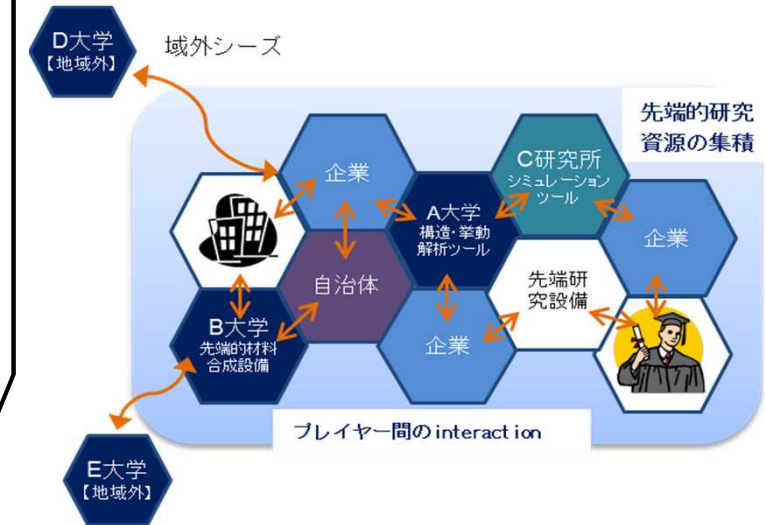 D大学
【地域外】
域外シーズ
先端的研究
資源の集積
企業
C研究所
シミュレーション
ツール
A大学
構造・挙動
解析ツール
企業
自治体
先端研
究設備
B大学
先端的材料
合成設備
企業
プレイヤー間のinteraction
E大学
【地域外】